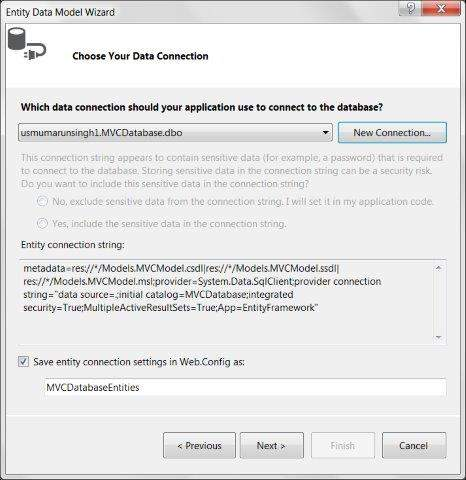 Entity Data Model Wizard
Choose Your Data Connection
Which data connection should your application use to connect to the database?
usmumarunsingh1.MVCDatabase.dbo
New Connection...
This connection string appears to contain sensitive data (for example, a password) that is required
to connect to the database. Storing sensitive data in the connection string can be a security risk.
Do you want to include this sensitive data in the connection string?
No, exclude sensitive data from the connection string. I will set it in my application code.
Yes, include the sensitive data in the connection string.
Entity connection string:
metadata=res://*/Models.MVCModel.csdl|res://*/Models.MVCModel.ssdl|
res://*/Models.MVCModel.msl;provider=System.Data.SqlClient;provider connection
string="data source=.;initial catalog=MVCDatabase;integrated
security=True;MultipleActiveResultSets=True;App=EntityFramework"
Save entity connection settings in Web.Config as:
MVCDatabaseEntities
< Previous
Next >
Finish
Cancel